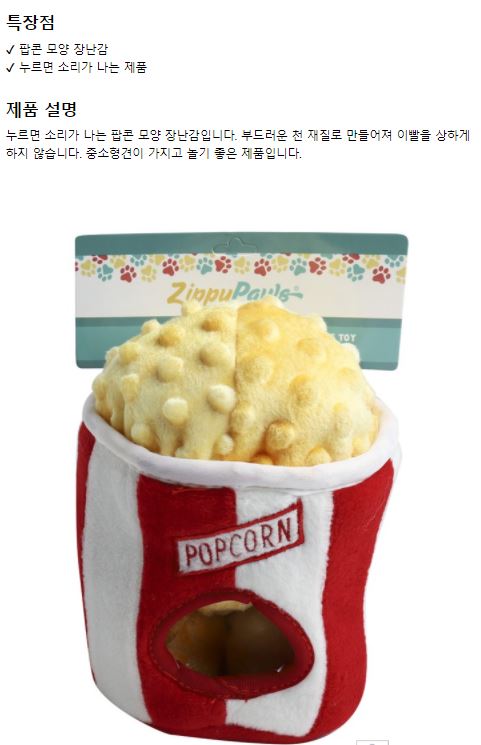 특장점
✓ 팝콘 모양 장난감
✓ 누르면 소리가 나는 제품
제품 설명
누르면 소리가 나는 팝콘 모양 장난감입니다. 부드러운 천 재질로 만들어져 이빨을 상하게
하지 않습니다. 중소형견이 가지고 놀기 좋은 제품입니다.
ZippyPaws
TOY
POPCORN